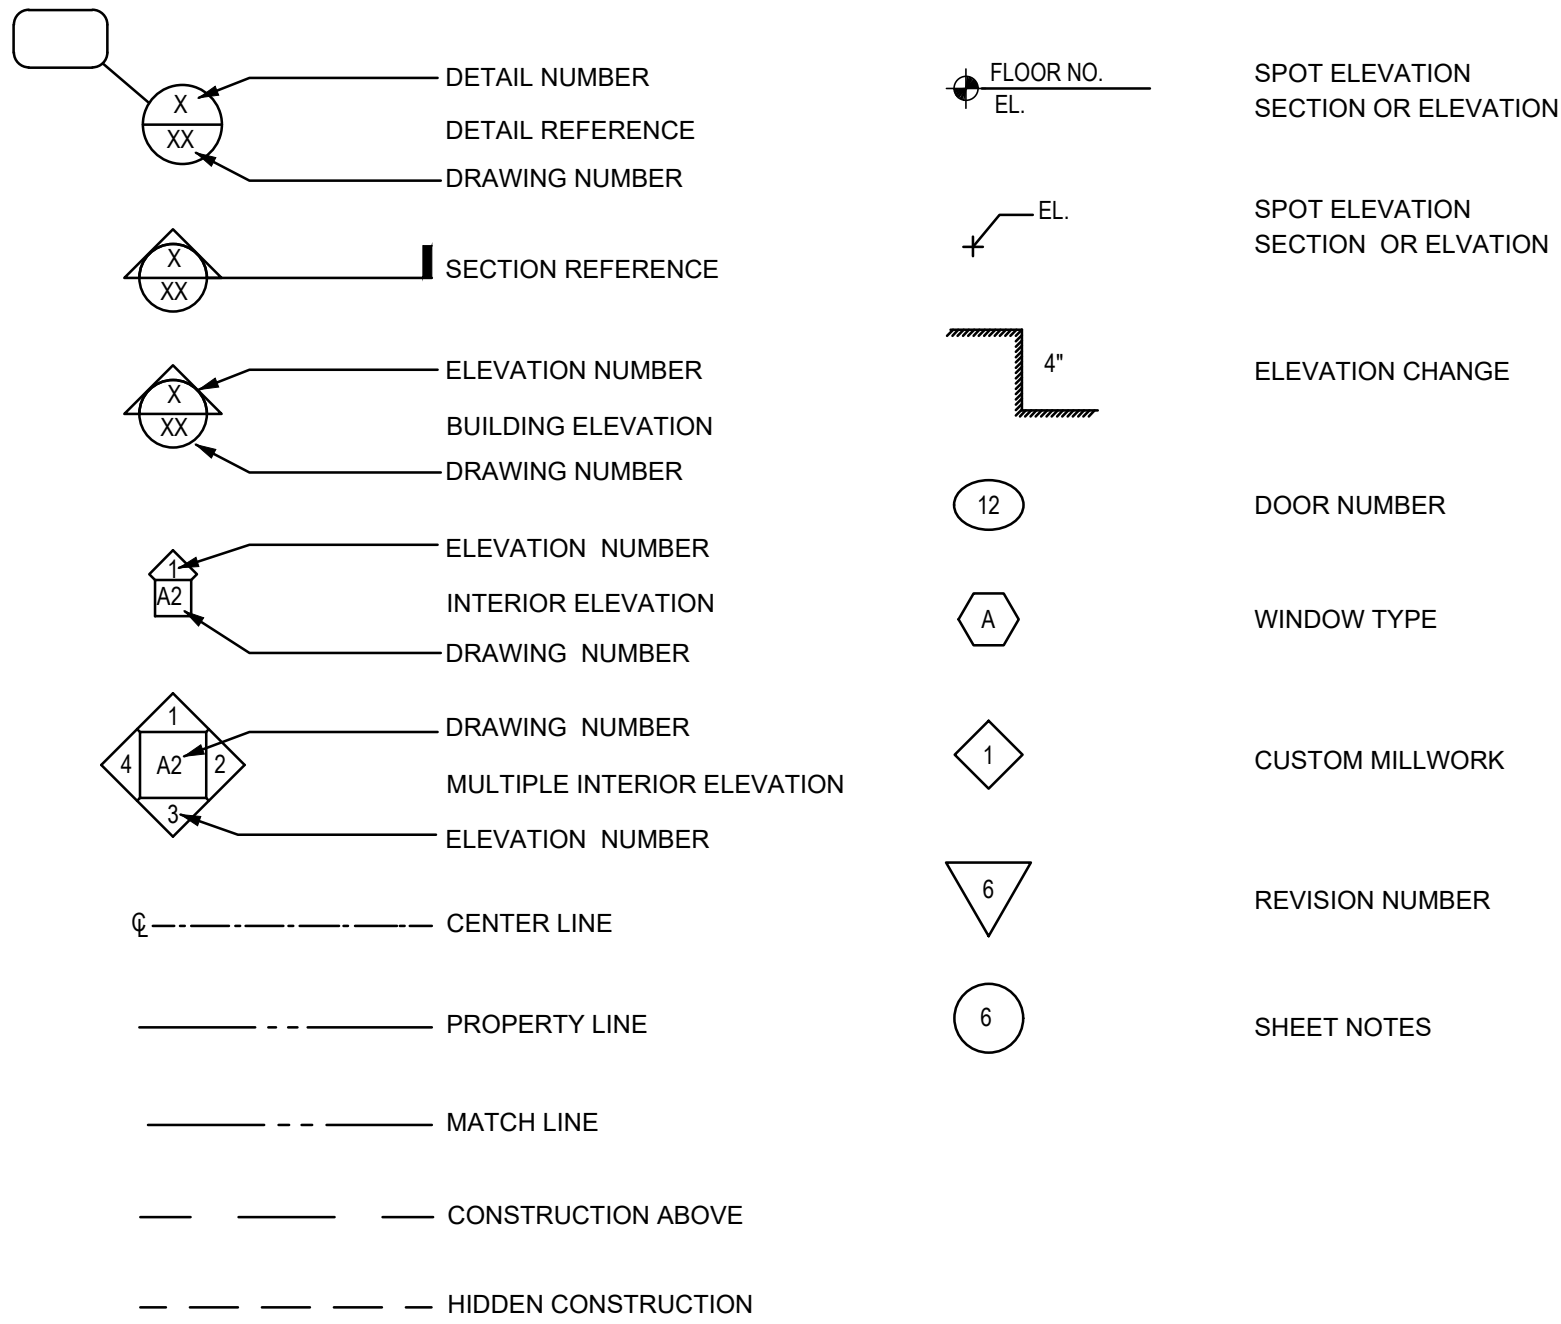 X
XX
DETAIL NUMBER
DETAIL REFERENCE
DRAWING NUMBER
X
XX
SECTION REFERENCE
X
XX
ELEVATION NUMBER
BUILDING ELEVATION
DRAWING NUMBER
1
A2
ELEVATION NUMBER
INTERIOR ELEVATION
DRAWING NUMBER
1
4 A2 2
3
DRAWING NUMBER
MULTIPLE INTERIOR ELEVATION
ELEVATION NUMBER
℄ CENTER LINE
PROPERTY LINE
MATCH LINE
CONSTRUCTION ABOVE
HIDDEN CONSTRUCTION
FLOOR NO.
EL.
SPOT ELEVATION
SECTION OR ELEVATION
EL.
SPOT ELEVATION
SECTION OR ELVATION
4"
ELEVATION CHANGE
12
DOOR NUMBER
A
WINDOW TYPE
1
CUSTOM MILLWORK
6
REVISION NUMBER
6
SHEET NOTES